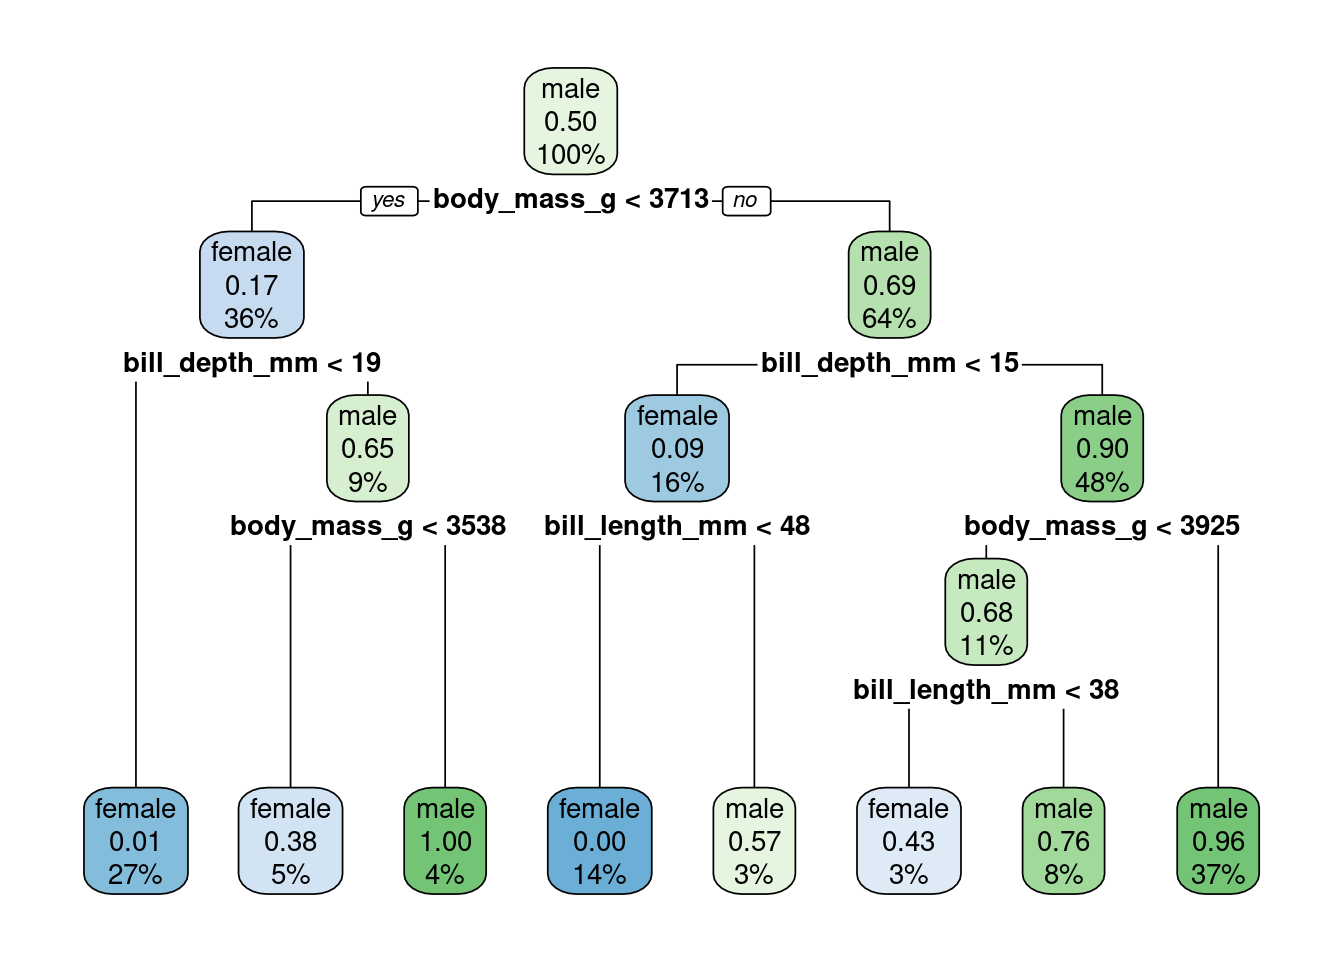 male
0.50
100%
yes
body_mass_g < 3713
no
female
0.17
36%
male
0.69
64%
bill_depth_mm < 19
bill_depth_mm < 15
male
0.65
9%
female
0.09
16%
male
0.90
48%
body_mass_g < 3538
bill_length_mm < 48
body_mass_g < 3925
male
0.68
11%
bill_length_mm < 38
female
0.01
27%
female
0.38
5%
male
1.00
4%
female
0.00
14%
male
0.57
3%
female
0.43
3%
male
0.76
8%
male
0.96
37%